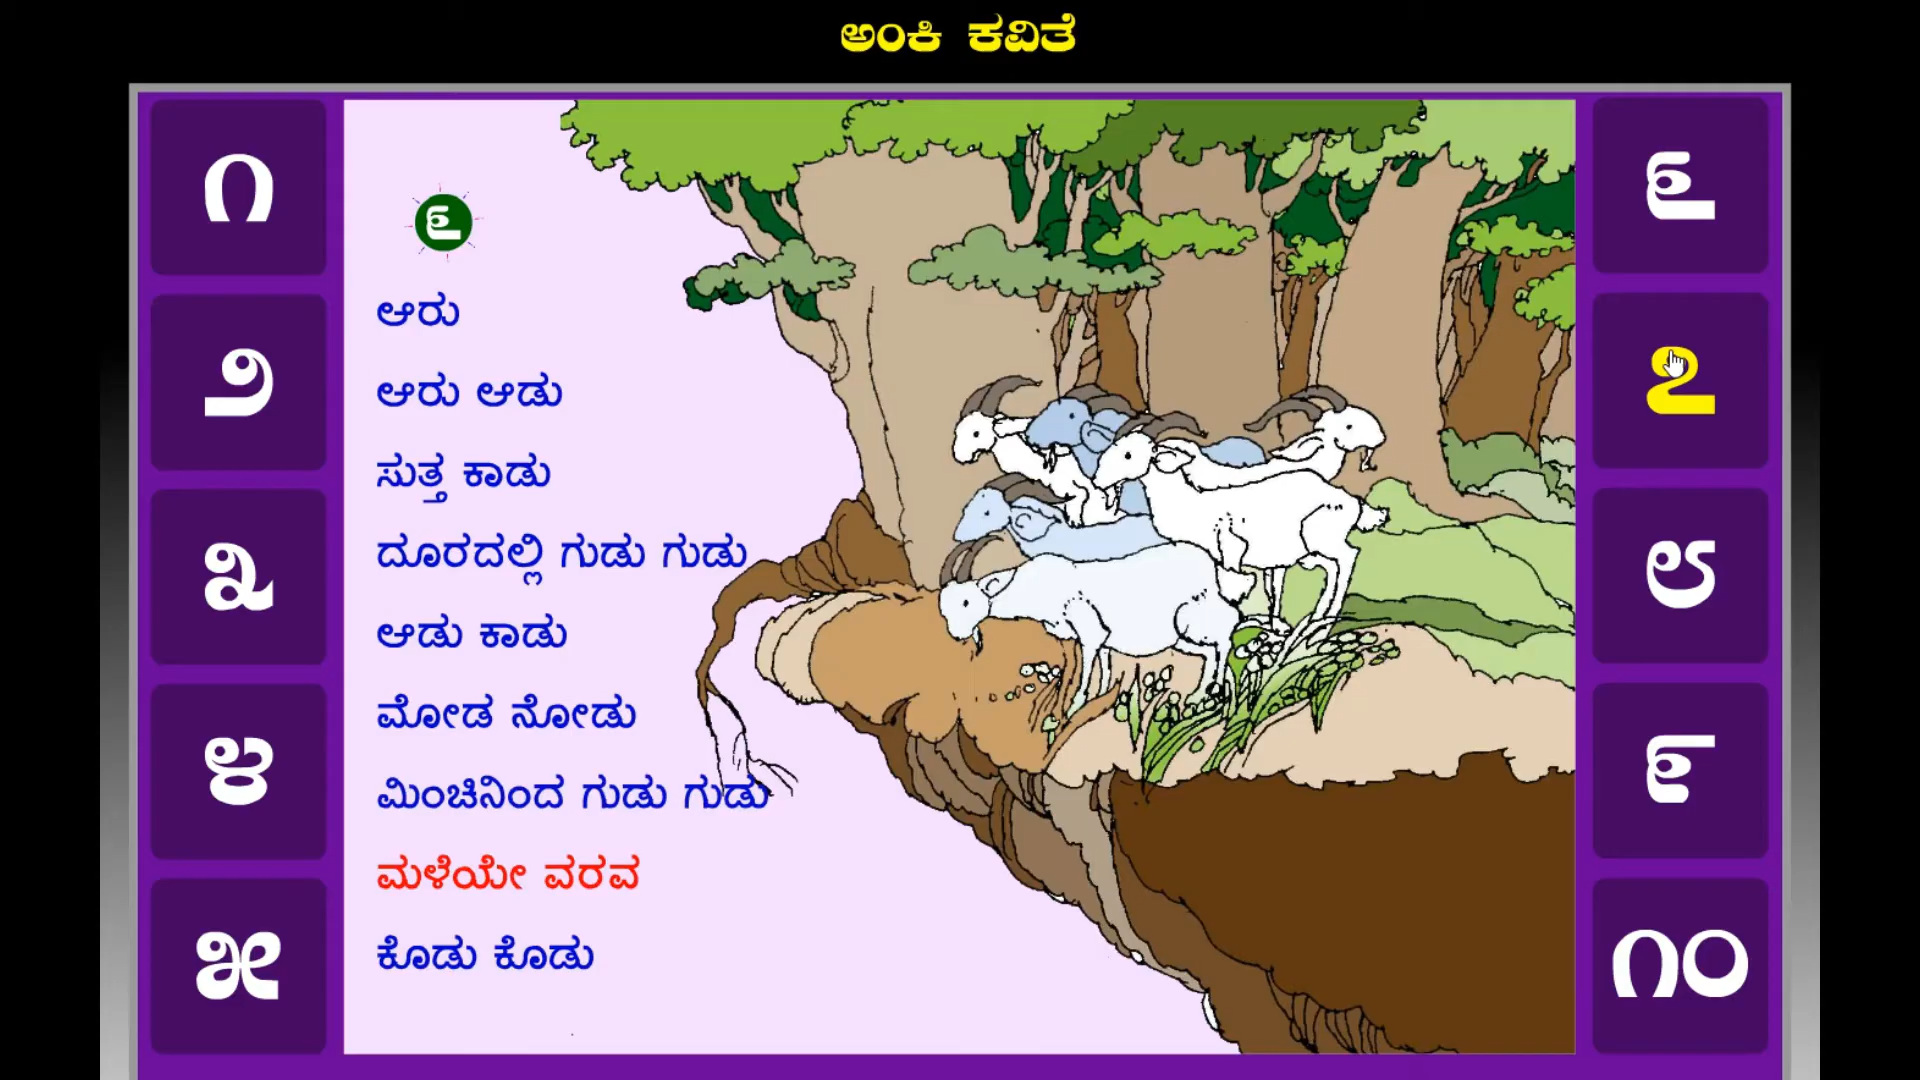 ಅಂಕಿ ಕವಿತೆ
೧
೨
೩
೪
೫
೬
ಆರು
ಆರು ಆಡು
ಸುತ್ತ ಕಾಡು
ದೂರದಲ್ಲಿ ಗುಡು ಗುಡು
ಆಡು ಕಾಡು
ಮೋಡ ನೋಡು
ಮಿಂಚಿನಿಂದ ಗುಡು ಗುಡು
ಮಳೆಯೇ ವರವ
ಕೊಡು ಕೊಡು
೬
೭
೮
೯
೧೦